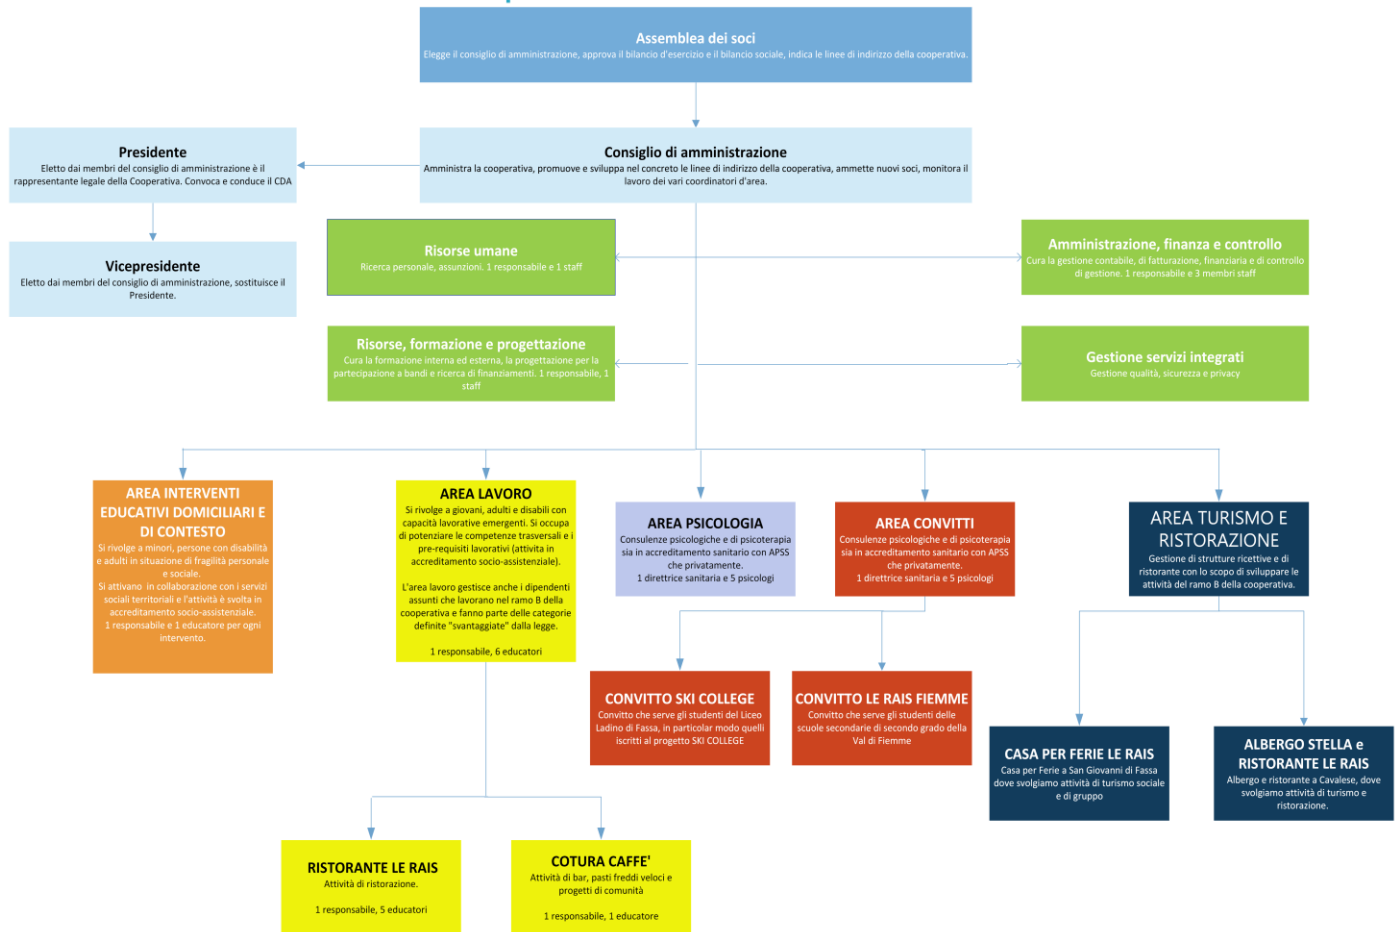 Assemblea dei soci
Elegge il consiglio di amministrazione, approva il bilancio d'esercizio e il bilancio sociale, indica le linee di indirizzo della cooperativa.
Presidente
Eletto dai membri del consiglio di amministrazione è il
rappresentante legale della Cooperativa. Convoca e conduce il CDA
Consiglio di amministrazione
Amministra la cooperativa, promuove e sviluppa nel concreto le linee di indirizzo della cooperativa, ammette nuovi soci, monitora il
lavoro dei vari coordinatori d'area.
Vicepresidente
Eletto dai membri del consiglio di amministrazione, sostituisce il
Presidente.
Risorse umane
Ricerca personale, assunzioni. 1 responsabile e 1 staff
Amministrazione, finanza e controllo
Cura la gestione contabile, di fatturazione, finanziaria e di controllo
di gestione. 1 responsabile e 3 membri staff
Risorse, formazione e progettazione
Cura la formazione interna ed esterna, la progettazione per la
partecipazione a bandi e ricerca di finanziamenti. 1 responsabile, 1
staff
Gestione servizi integrati
Gestione qualità, sicurezza e privacy
AREA INTERVENTI
EDUCATIVI DOMICILIARI E
DI CONTESTO
Si rivolge a minori, persone con disabilità
e adulti in situazione di fragilità personale
e sociale.
Si attivano in collaborazione con i servizi
sociali territoriali e l'attività è svolta in
accreditamento socio-assistenziale.
1 responsabile e 1 educatore per ogni
intervento.
AREA LAVORO
Si rivolge a giovani, adulti e disabili con
capacità lavorative emergenti. Si occupa
di potenziare le competenze trasversali e i
pre-requisiti lavorativi (attivita in
accreditamento socio-assistenziale).
L'area lavoro gestisce anche i dipendenti
assunti che lavorano nel ramo B della
cooperativa e fanno parte delle categorie
definite "svantaggiate" dalla legge.
1 responsabile, 6 educatori
AREA PSICOLOGIA
Consulenze psicologiche e di psicoterapia
sia in accreditamento sanitario con APSS
che privatamente.
1 direttrice sanitaria e 5 psicologi
AREA CONVITTI
Consulenze psicologiche e di psicoterapia
sia in accreditamento sanitario con APSS
che privatamente.
1 direttrice sanitaria e 5 psicologi
AREA TURISMO E
RISTORAZIONE
Gestione di strutture ricettive e di
ristorante con lo scopo di sviluppare le
attività del ramo B della cooperativa.
CONVITTO SKI COLLEGE
Convitto che serve gli studenti del Liceo
Ladino di Fassa, in particolar modo quelli
iscritti al progetto SKI COLLEGE
CONVITTO LE RAIS FIEMME
Convitto che serve gli studenti delle
scuole secondarie di secondo grado della
Val di Fiemme
CASA PER FERIE LE RAIS
Casa per Ferie a San Giovanni di Fassa
dove svolgiamo attività di turismo sociale
e di gruppo
ALBERGO STELLA e
RISTORANTE LE RAIS
Albergo e ristorante a Cavalese, dove
svolgiamo attività di turismo e
ristorazione.
RISTORANTE LE RAIS
Attività di ristorazione.
1 responsabile, 5 educatori
COTURA CAFFE'
Attività di bar, pasti freddi veloci e
progetti di comunità
1 responsabile, 1 educatore